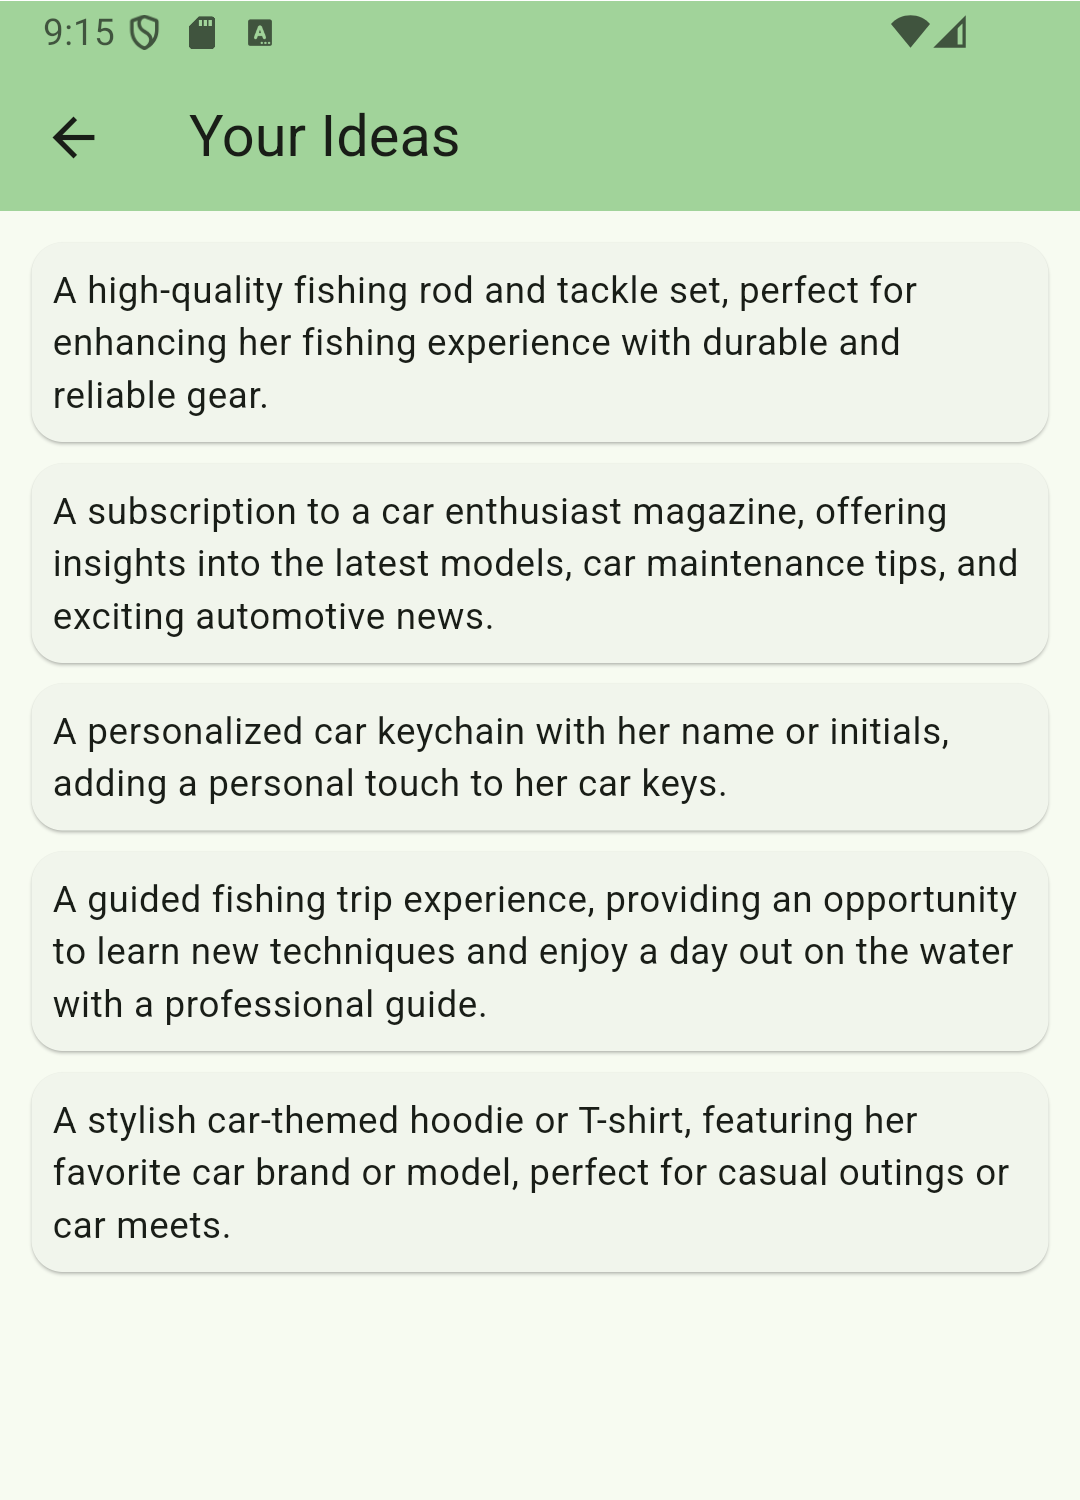 9:15
Your Ideas
A high-quality fishing rod and tackle set, perfect for
enhancing her fishing experience with durable and
reliable gear.
A subscription to a car enthusiast magazine, offering
insights into the latest models, car maintenance tips, and
exciting automotive news.
A personalized car keychain with her name or initials,
adding a personal touch to her car keys.
A guided fishing trip experience, providing an opportunity
to learn new techniques and enjoy a day out on the water
with a professional guide.
A stylish car-themed hoodie or T-shirt, featuring her
favorite car brand or model, perfect for casual outings or
car meets.